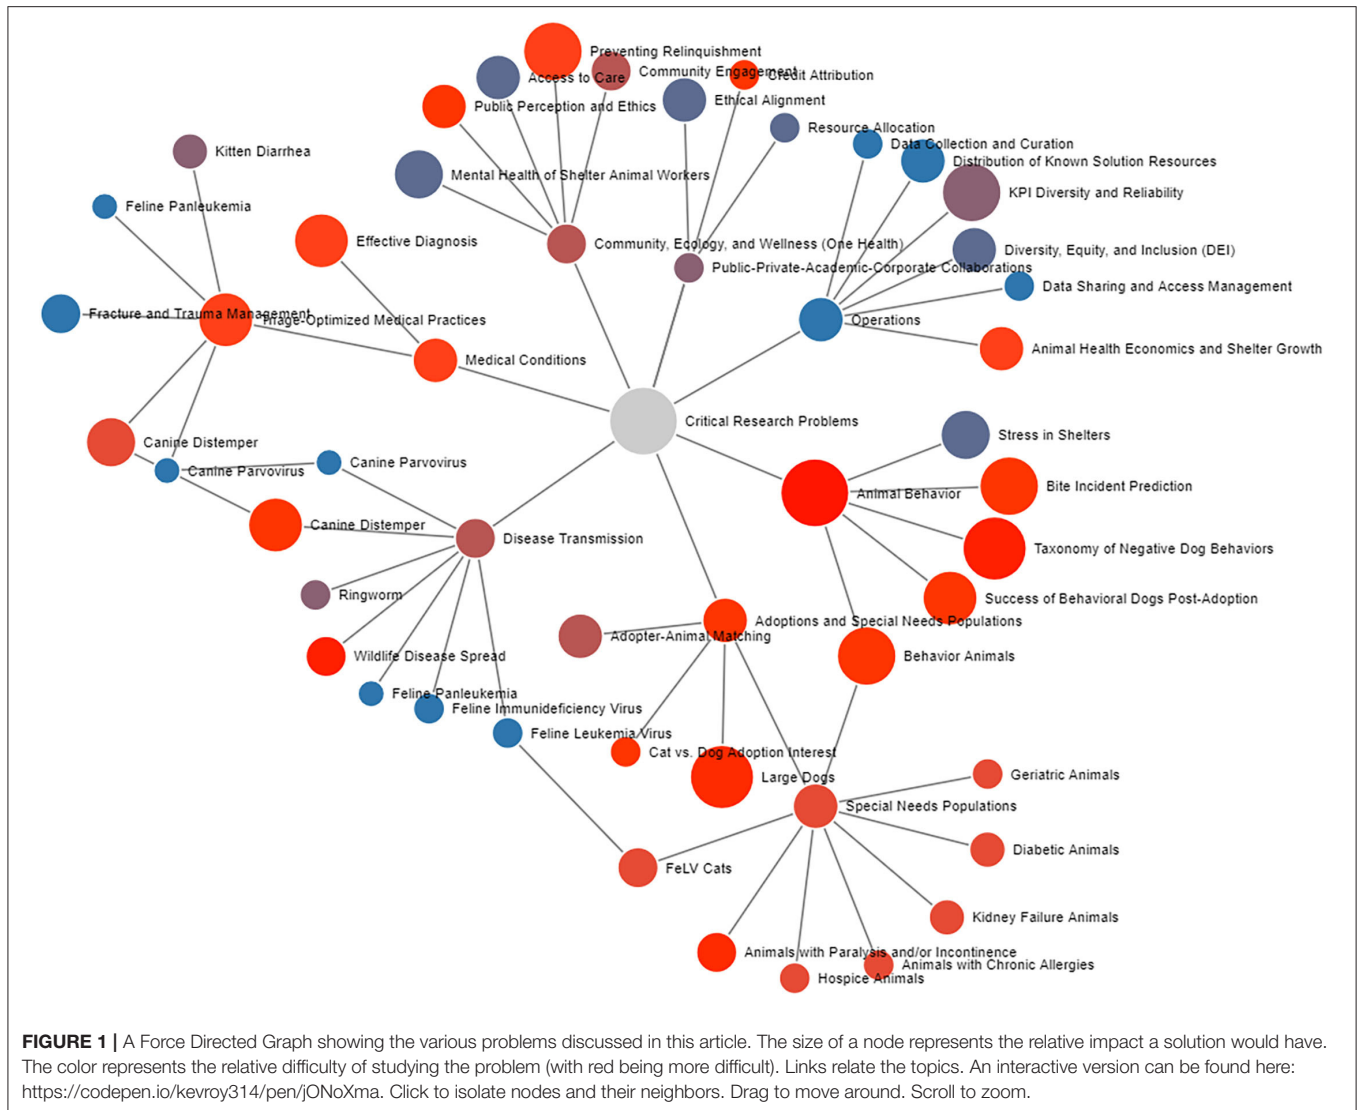 Preventing Relinquishment
Community Engagement
Credit Attribution
Access to Care
Public Perception and Ethics
Ethical Alignment
Resource Allocation
Data Collection and Curation
Kitten Diarrhea
Distribution of Known Solution Resources
Mental Health of Shelter Animal Workers
KPI Diversity and Reliability
Feline Panleukemia
Effective Diagnosis
Community, Ecology, and Wellness (One Health)
Diversity, Equity, and Inclusion (DEI)
Public-Private-Academic-Corporate Collaborations
Data Sharing and Access Management
Fracture and Trauma Management
Triage-Optimized Medical Practices
Operations
Animal Health Economics and Shelter Growth
Medical Conditions
Critical Research Problems
Stress in Shelters
Canine Distemper
Canine Parvovirus
Canine Parvovirus
Bite Incident Prediction
Animal Behavior
Canine Distemper
Disease Transmission
Taxonomy of Negative Dog Behaviors
Ringworm
Success of Behavioral Dogs Post-Adoption
Adoptions and Special Needs Populations
Adopter-Animal Matching
Wildlife Disease Spread
Behavior Animals
Feline Panleukemia
Feline Immunideficiency Virus
Feline Leukemia Virus
Cat vs. Dog Adoption Interest
Large Dogs
Geriatric Animals
Special Needs Populations
Diabetic Animals
FeLV Cats
Kidney Failure Animals
Animals with Paralysis and/or Incontinence
Animals with Chronic Allergies
Hospice Animals
FIGURE 1 | A Force Directed Graph showing the various problems discussed in this article. The size of a node represents the relative impact a solution would have.
The color represents the relative difficulty of studying the problem (with red being more difficult). Links relate the topics. An interactive version can be found here:
https://codepen.io/kevroy314/pen/jONoXma. Click to isolate nodes and their neighbors. Drag to move around. Scroll to zoom.